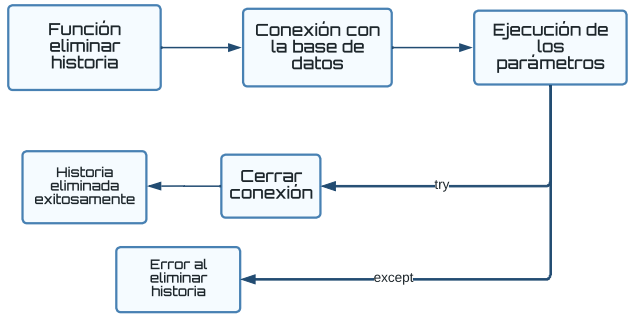 Función
eliminar
historia
Conexión con
la base de
datos
Ejecución de
los
parámetros
Historia
eliminada
exitosamente
Cerrar
conexión
try
Error al
eliminar
historia
except